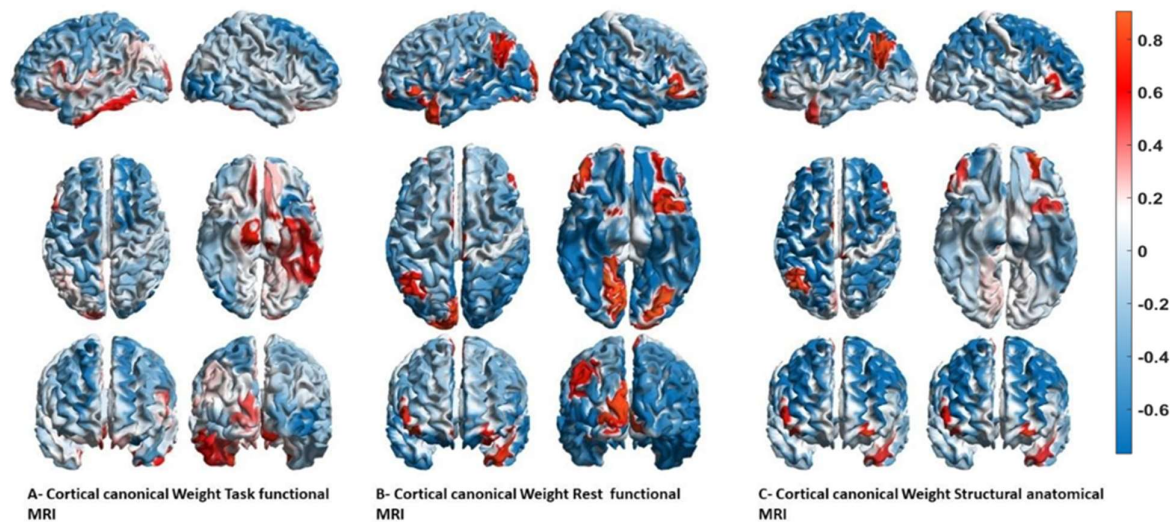 0.8
0.6
0.4
0.2
0
-0.2
-0.4
-0.6
A- Cortical canonical Weight Task functional
MRI
B- Cortical canonical Weight Rest functional
MRI
C- Cortical canonical Weight Structural anatomical
MRI